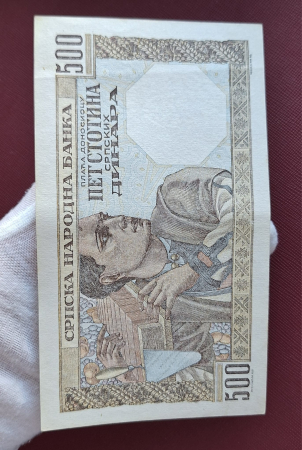 500
СРПСКА НАРОДНА БАНКА
ПЛАЋА ДОНОСИОЦУ
ПЕТСТОТИНА
СРПСКИХ
ДИНАРА
500